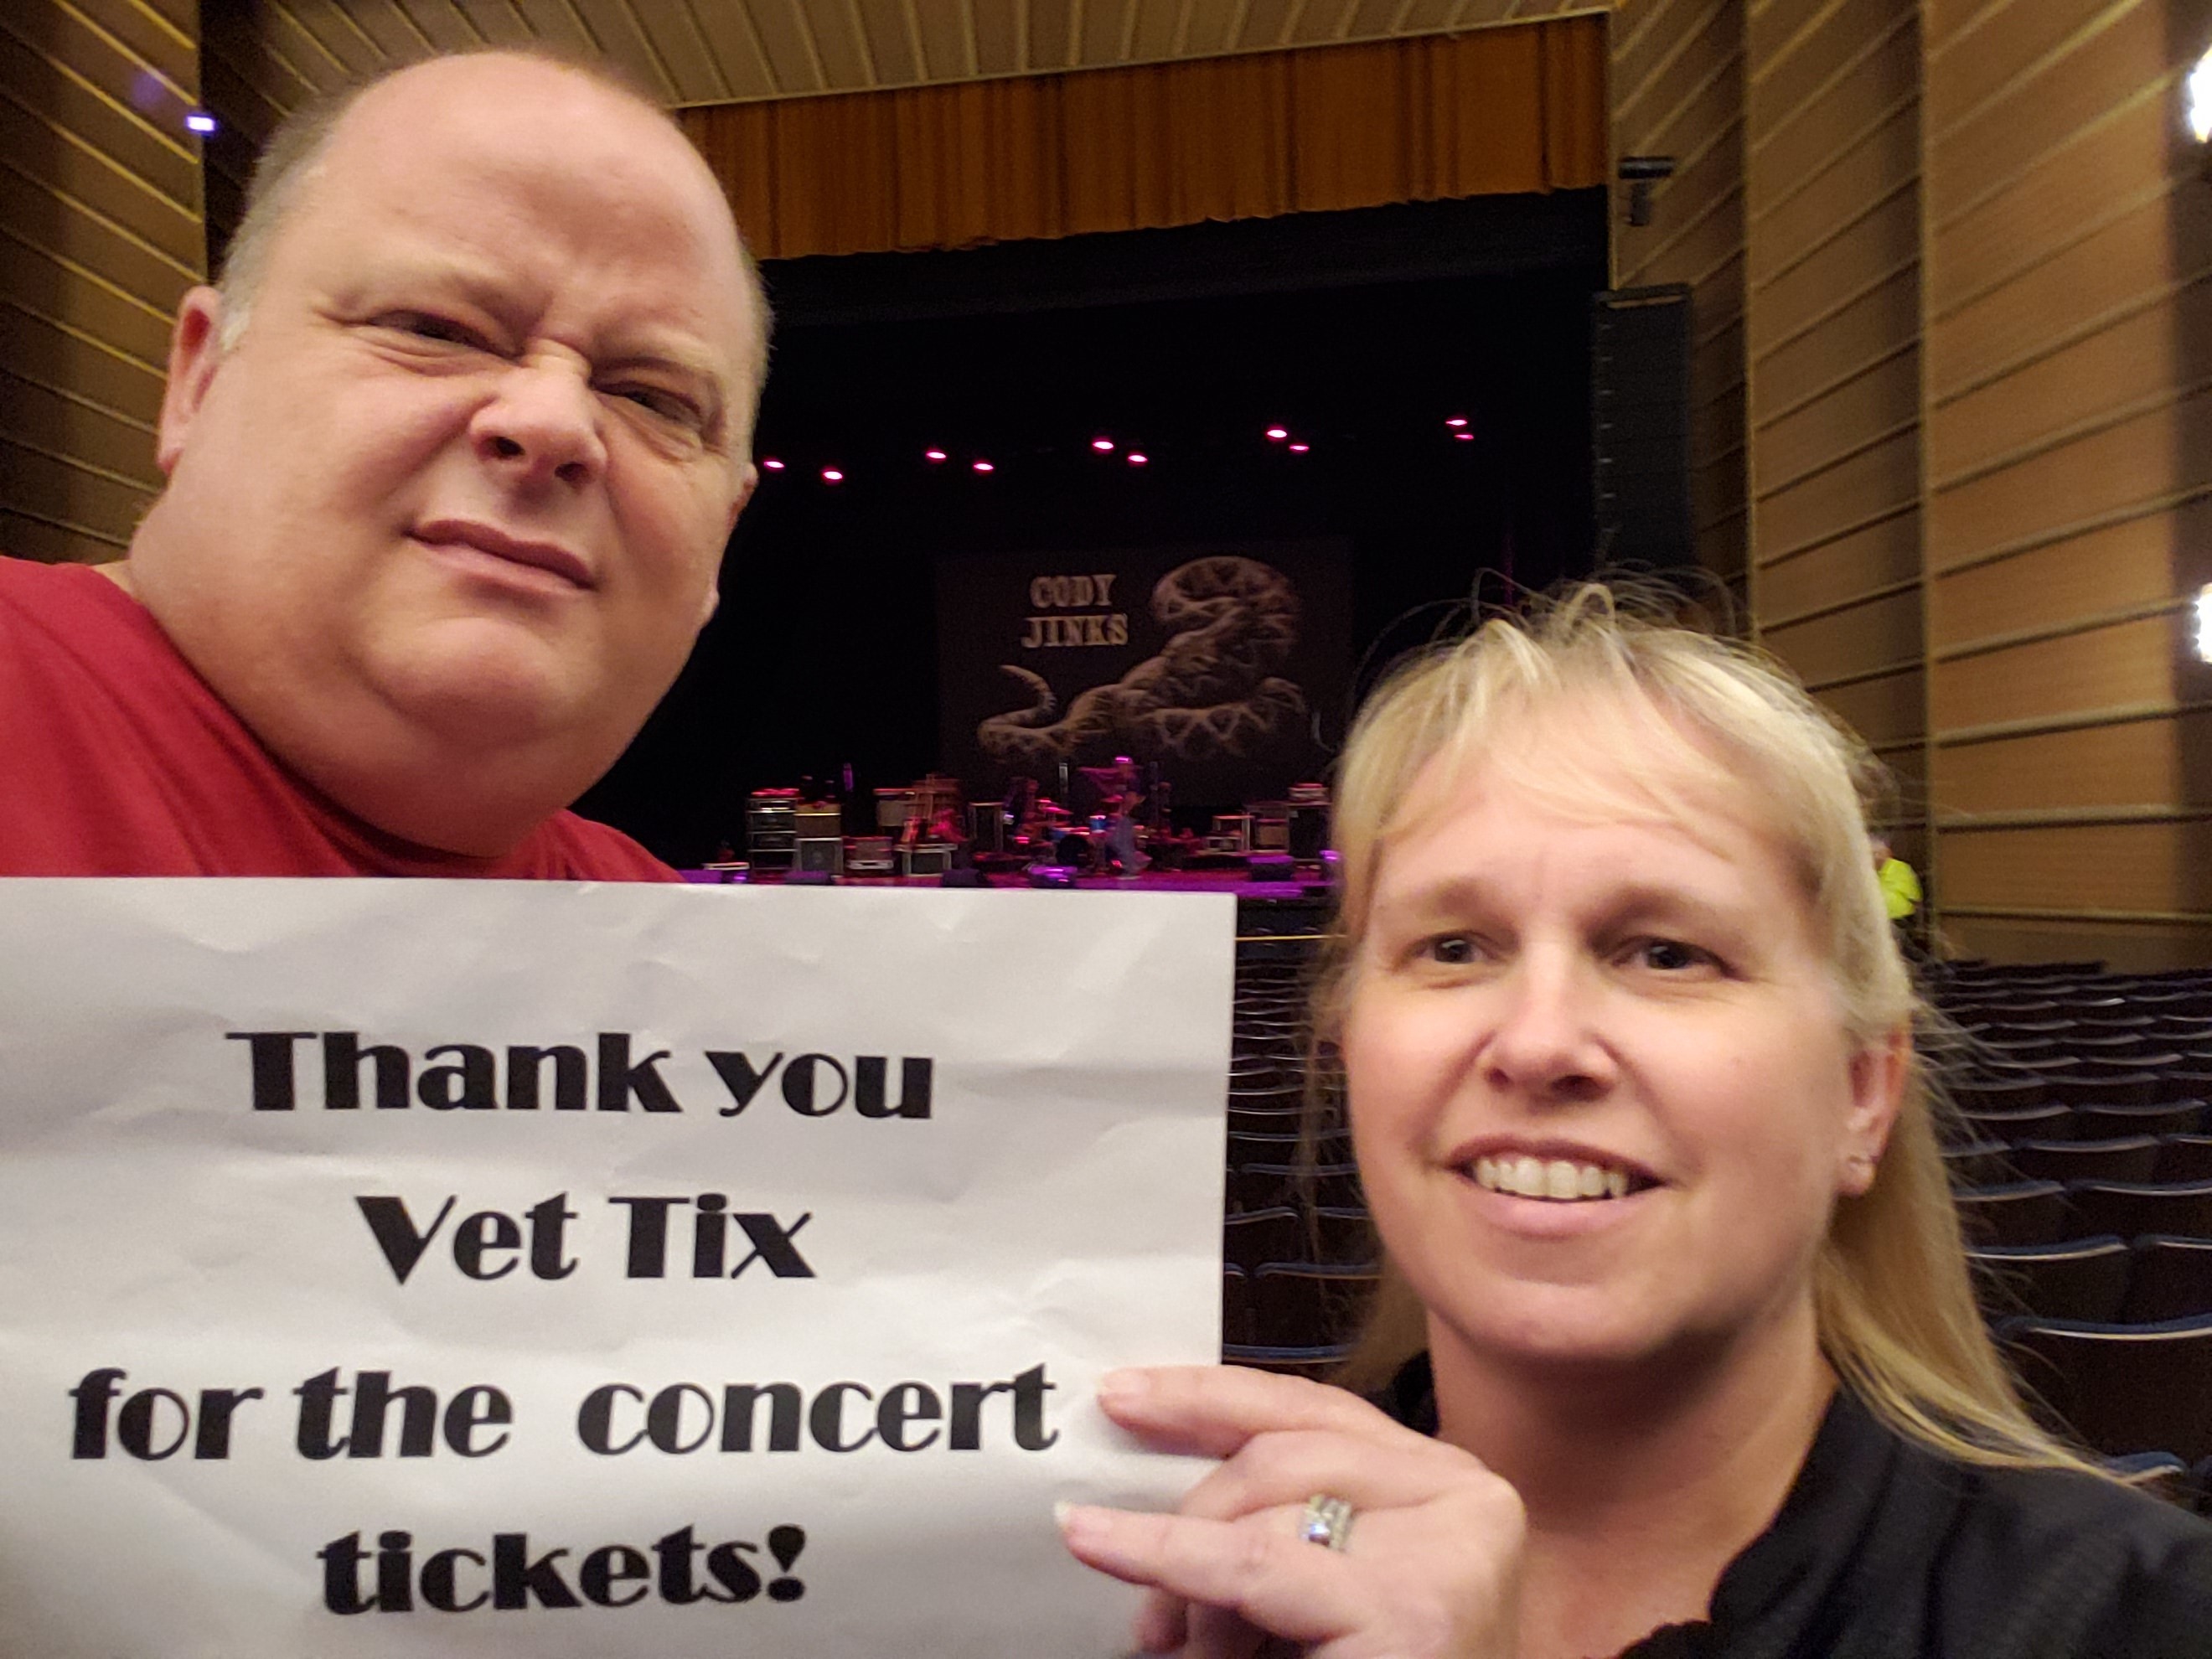 CODY
JINKS
Thank you
Vet Tix
for the concert
tickets!